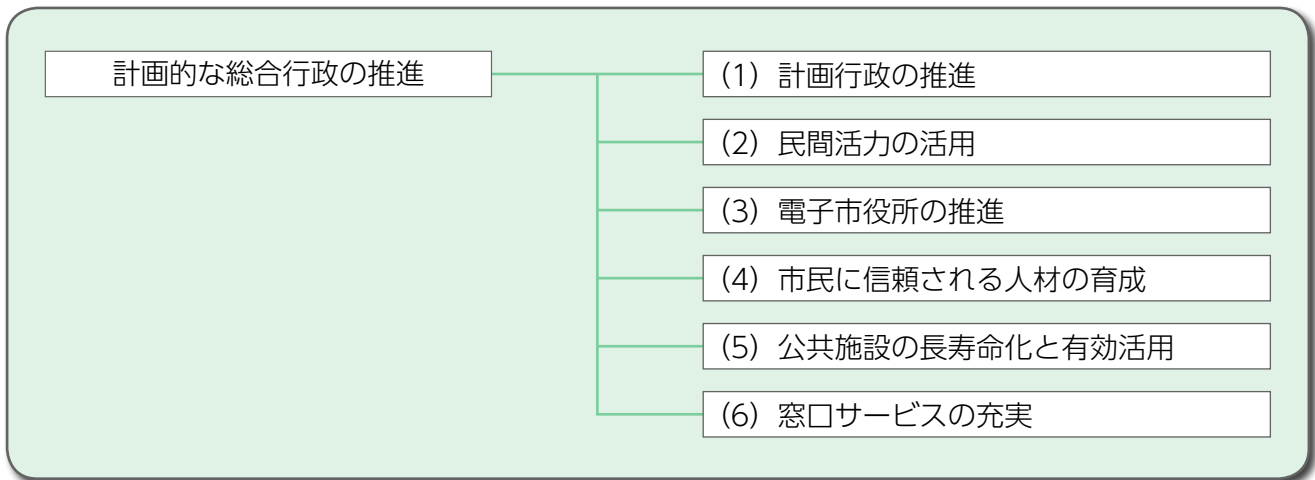 計画的な総合行政の推進
(1) 計画行政の推進
(2) 民間活力の活用
(3) 電子市役所の推進
(4) 市民に信頼される人材の育成
(5) 公共施設の長寿命化と有効活用
(6) 窓口サービスの充実